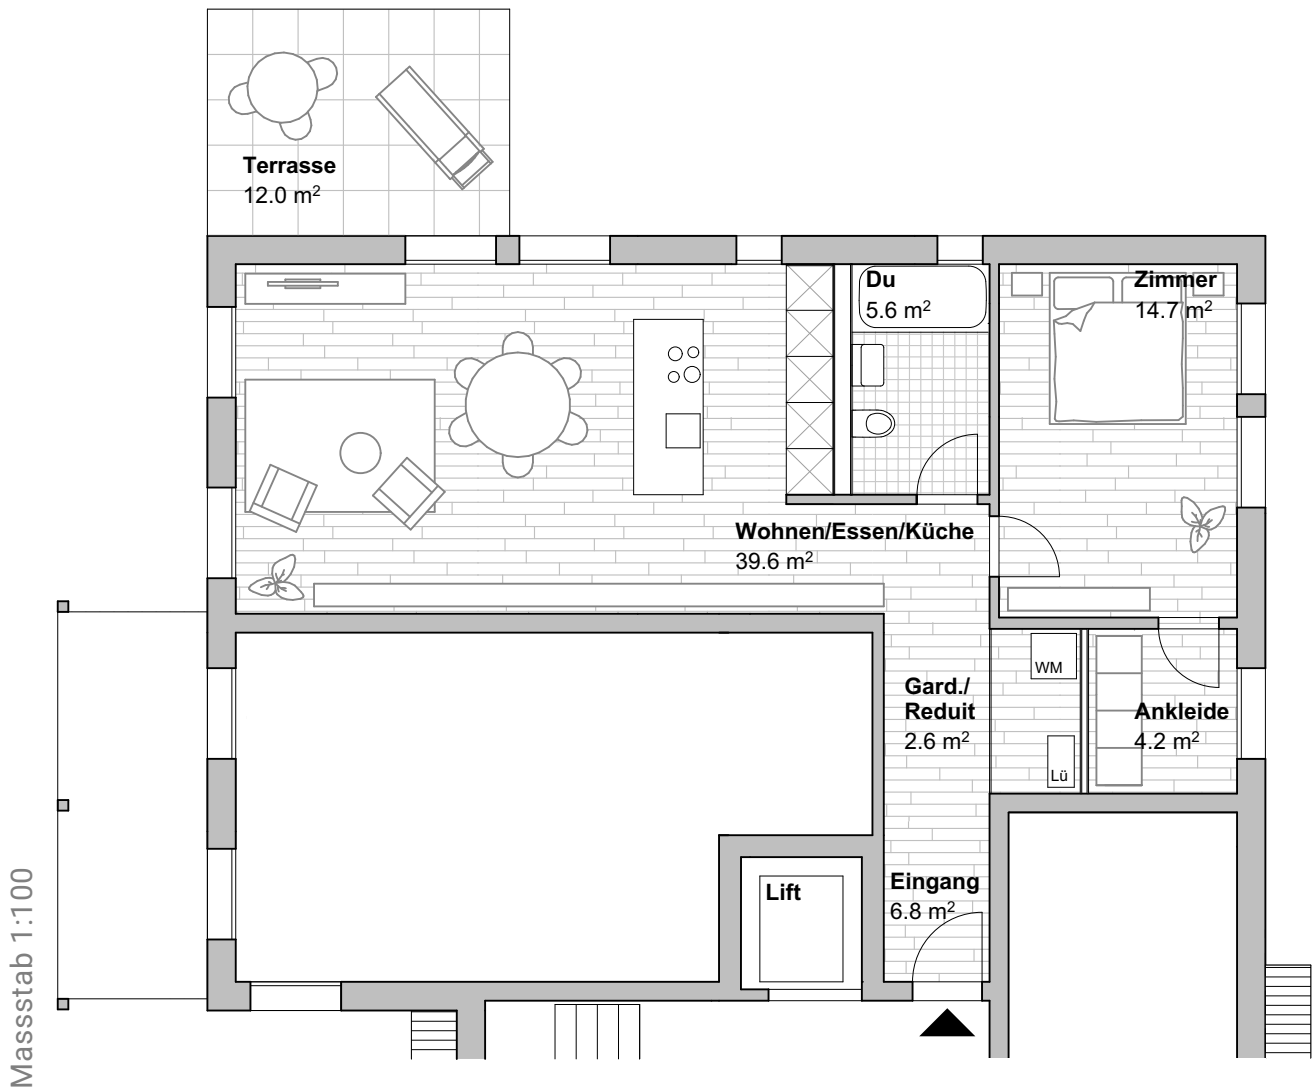 Terrasse
12.0 m²
Du
5.6 m²
Zimmer
14.7 m²
Wohnen/Essen/Küche
39.6 m²
WM
Gard./
Reduit
2.6 m²
Ankleide
4.2 m²
Lü
Lift
Eingang
6.8 m²
Massstab 1:100